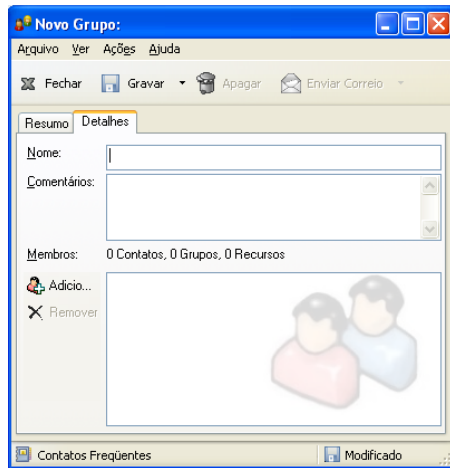 Novo Grupo:
Arquivo Ver Ações Ajuda
Fechar Gravar Apagar Enviar Correio
Resumo Detalhes
Nome:
Comentários:
Membros: 0 Contatos, 0 Grupos, 0 Recursos
Adicio...
Remover
Contatos Freqüentes Modificado